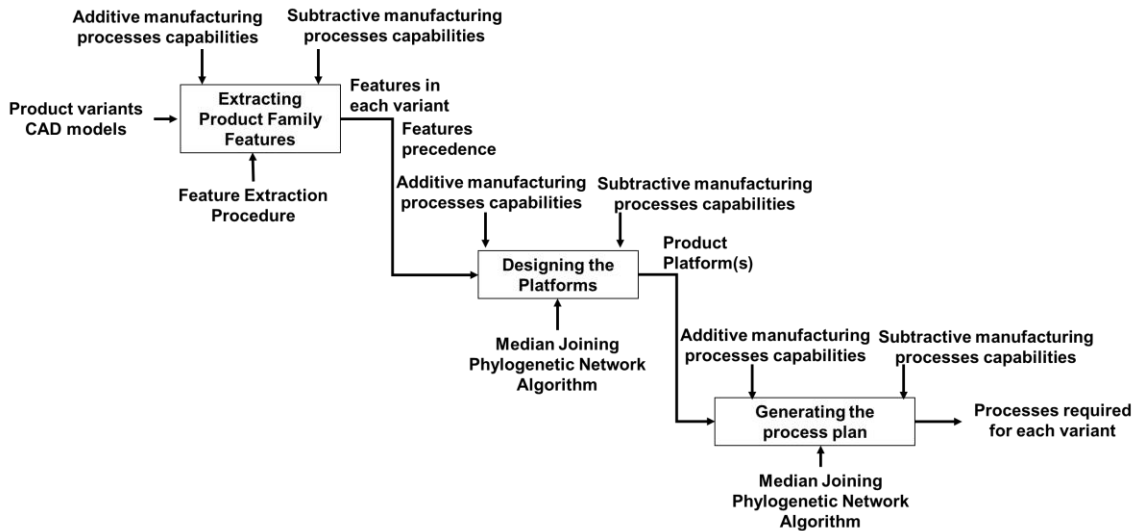 Additive manufacturing
processes capabilities
Subtractive manufacturing
processes capabilities
Product variants
CAD models
Extracting
Product Family
Features
Features in
each variant
Features
precedence
Feature Extraction
Procedure
Additive manufacturing
processes capabilities
Subtractive manufacturing
processes capabilities
Designing the
Platforms
Product
Platform(s)
Median Joining
Phylogenetic Network
Algorithm
Additive manufacturing
processes capabilities
Subtractive manufacturing
processes capabilities
Generating the
process plan
Processes required
for each variant
Median Joining
Phylogenetic Network
Algorithm